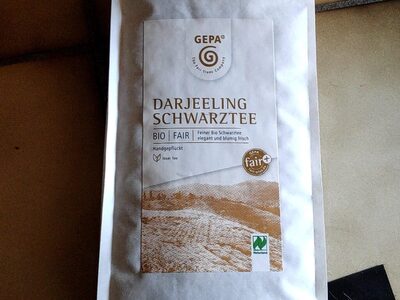 GEPA
The Fair Trade Company
DARJEELING
SCHWARZTEE
BIO | FAIR
Feiner Bio Schwarztee
elegant und blumig frisch
Handgepflückt
loser Tee
fair+
Naturland